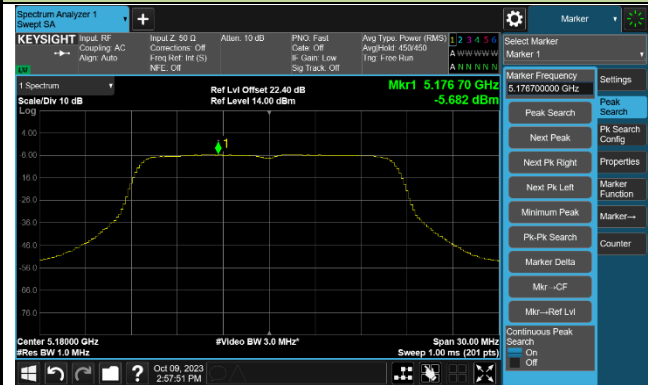 Spectrum Analyzer 1
Swept SA
Marker
KEYSIGHT Input: RF
Coupling: AC
Align: Auto
Input Z: 50 Ω
Corrections: Off
Freq Ref: Int (S)
NFE: Off
Atten: 10 dB
PNO: Fast
Gate: Off
IF Gain: Low
Sig Track: Off
Avg Type: Power (RMS)
Avg|Hold: 450/450
Trig: Free Run
1 2 3 4 5 6
A W W W W W
A N N N N N
Select Marker
Marker 1
1 Spectrum
Scale/Div 10 dB
Log
Ref Lvl Offset 22.40 dB
Ref Level 14.00 dBm
Mkr1 5.176 70 GHz
-5.682 dBm
1
4.00
-6.00
-16.0
-26.0
-36.0
-46.0
-56.0
-66.0
-76.0
Center 5.18000 GHz
#Res BW 1.0 MHz
#Video BW 3.0 MHz*
Span 30.00 MHz
Sweep 1.00 ms (201 pts)
Marker Frequency
5.176700000 GHz
Peak Search
Next Peak
Next Pk Right
Next Pk Left
Minimum Peak
Pk-Pk Search
Marker Delta
Mkr→CF
Mkr→Ref Lvl
Continuous Peak
Search
On
Off
Settings
Peak
Search
Pk Search
Config
Properties
Marker
Function
Marker→
Counter
?
Oct 09, 2023
2:57:51 PM